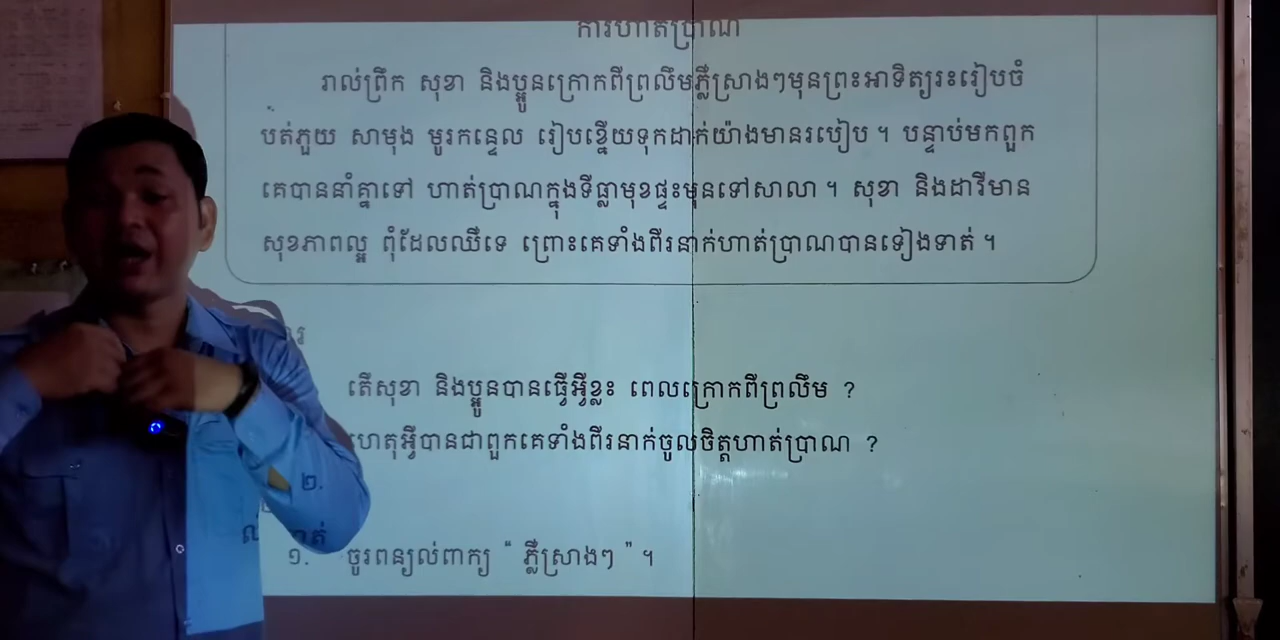 ការហាត់ប្រាណ
រាល់ព្រឹក សុខា និងប្អូនក្រោកពីព្រលឹមភ្លឺស្រាងៗមុនព្រះអាទិត្យរះរៀបចំ
បត់ភួយ សាមុង មូរកន្ទេល រៀបខ្នើយទុកដាក់យ៉ាងមានរបៀប ។ បន្ទាប់មកពួក
គេបាននាំគ្នាទៅ ហាត់ប្រាណក្នុងទីធ្លាមុខផ្ទះមុនទៅសាលា ។ សុខា និងដាវីមាន
សុខភាពល្អ ពុំដែលឈឺទេ ព្រោះគេទាំងពីរនាក់ហាត់ប្រាណបានទៀងទាត់ ។
តើសុខា និងប្អូនបានធ្វើអ្វីខ្លះ ពេលក្រោកពីព្រលឹម ?
ហេតុអ្វីបានជាពួកគេទាំងពីរនាក់ចូលចិត្តហាត់ប្រាណ ?
២.
១. ចូរពន្យល់ពាក្យ “ ភ្លឺស្រាងៗ ” ។